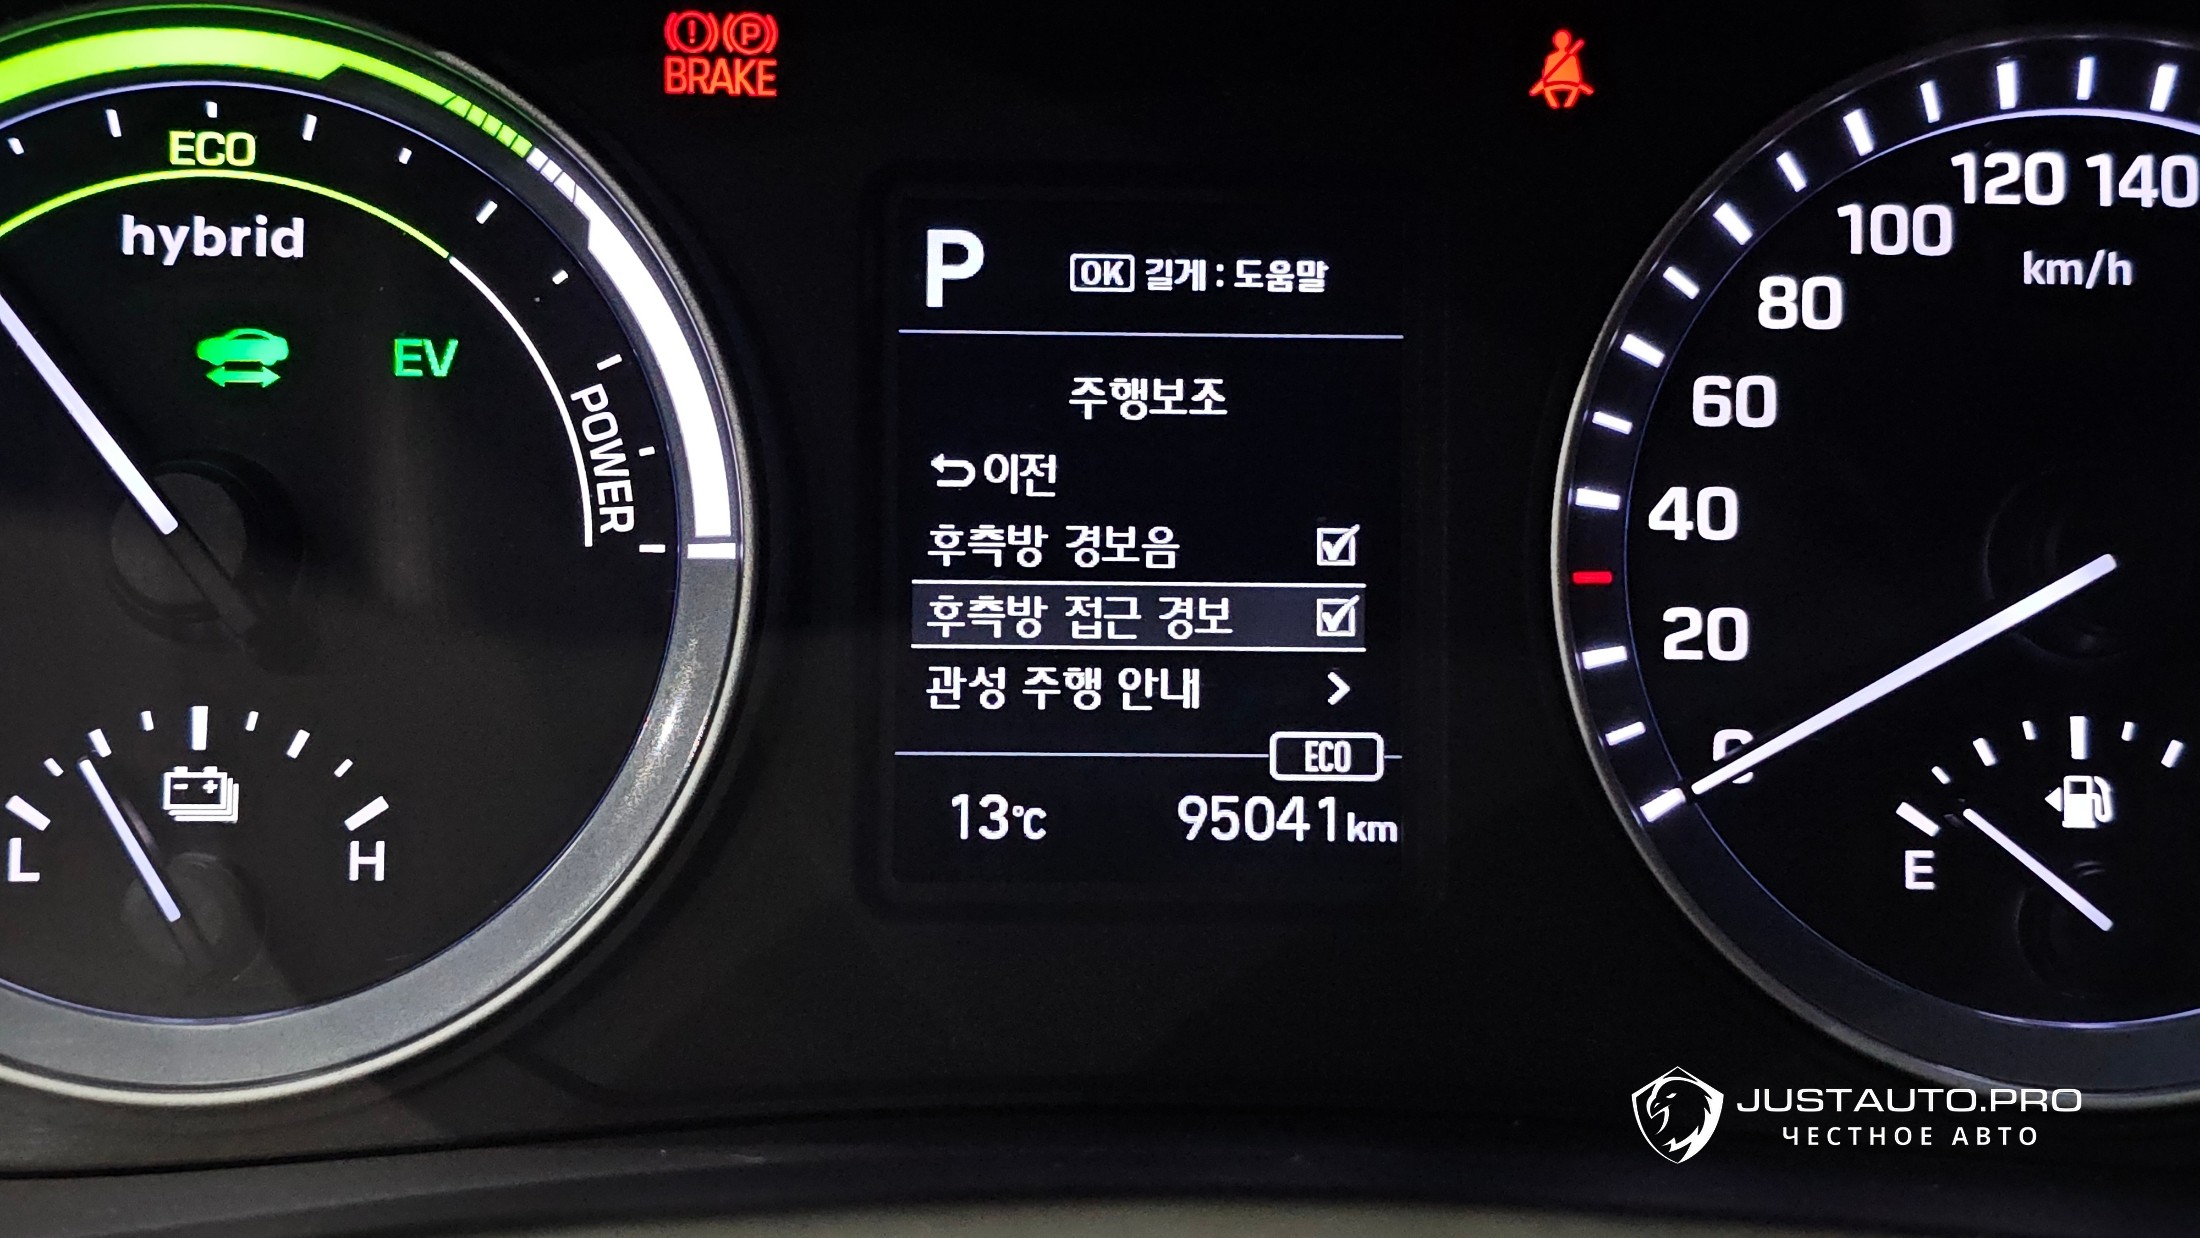 BRAKE
ECO
hybrid
EV
POWER
L
H
P
OK 길게 : 도움말
주행보조
이전
후측방 경보음
후측방 접근 경보
관성 주행 안내
ECO
13℃
95041km
0
20
40
60
80
100
120
140
km/h
E
JUSTAUTO.PRO
ЧЕСТНОЕ АВТО